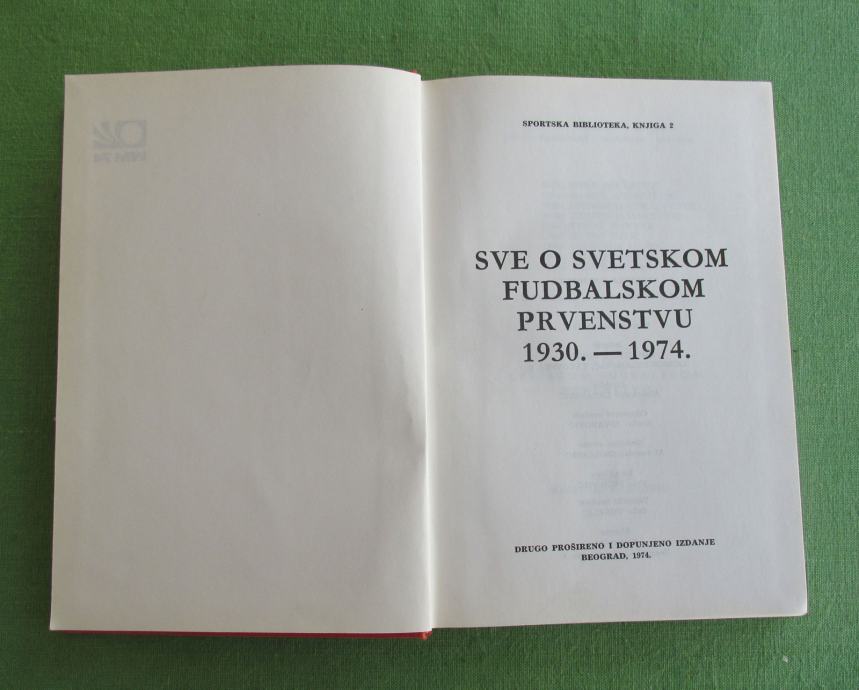 SPORTSKA BIBLIOTEKA, KNJIGA 2
SVE O SVETSKOM
FUDBALSKOM
PRVENSTVU
1930. — 1974.
DRUGO PROŠIRENO I DOPUNJENO IZDANJE
BEOGRAD, 1974.